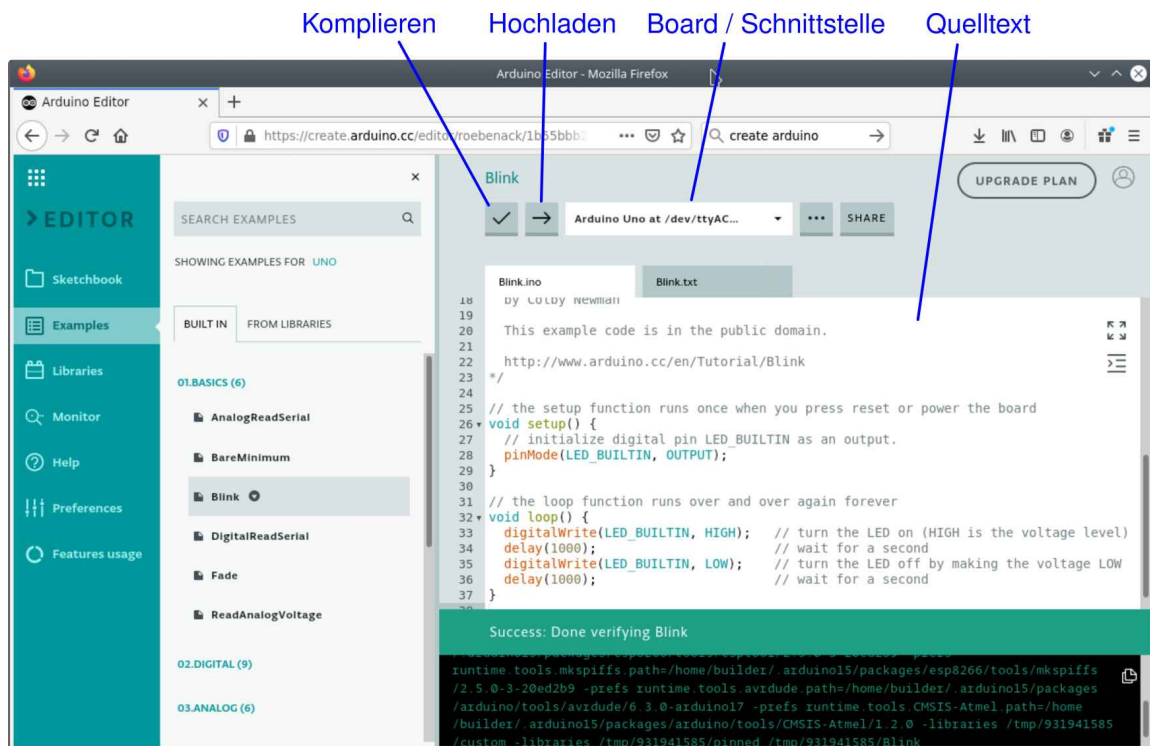 Komplieren Hochladen Board / Schnittstelle Quelltext
Arduino Editor - Mozilla Firefox
Arduino Editor
https://create.arduino.cc/editor/roebenack/1b65bbb2
create arduino
Blink
UPGRADE PLAN
EDITOR
SEARCH EXAMPLES
Arduino Uno at /dev/ttyAC...
SHARE
SHOWING EXAMPLES FOR UNO
Sketchbook
Examples
Libraries
Monitor
Help
Preferences
Features usage
BUILT IN FROM LIBRARIES
01.BASICS (6)
AnalogReadSerial
BareMinimum
Blink
DigitalReadSerial
Fade
ReadAnalogVoltage
02.DIGITAL (9)
03.ANALOG (6)
Blink.ino Blink.txt
18 by Colby Newman
19
20 This example code is in the public domain.
21
22 http://www.arduino.cc/en/Tutorial/Blink
23 */
24
25 // the setup function runs once when you press reset or power the board
26 void setup() {
27 // initialize digital pin LED_BUILTIN as an output.
28 pinMode(LED_BUILTIN, OUTPUT);
29 }
30
31 // the loop function runs over and over again forever
32 void loop() {
33 digitalWrite(LED_BUILTIN, HIGH); // turn the LED on (HIGH is the voltage level)
34 delay(1000); // wait for a second
35 digitalWrite(LED_BUILTIN, LOW); // turn the LED off by making the voltage LOW
36 delay(1000); // wait for a second
37 }
Success: Done verifying Blink
runtime.tools.mkspiffs.path=/home/builder/.arduino15/packages/esp8266/tools/mkspiffs
/2.5.0-3-20ed2b9 -prefs runtime.tools.avrdude.path=/home/builder/.arduino15/packages
/arduino/tools/avrdude/6.3.0-arduino17 -prefs runtime.tools.CMSIS-Atmel.path=/home
/builder/.arduino15/packages/arduino/tools/CMSIS-Atmel/1.2.0 -libraries /tmp/931941585
/custom -libraries /tmp/931941585/pinned /tmp/931941585/Blink